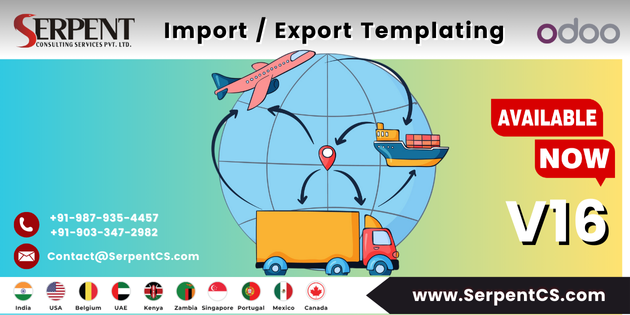 SERPENT
CONSULTING SERVICES PVT. LTD.
Import / Export Templating
odoo
AVAILABLE
NOW
V16
+91-987-935-4457
+91-903-347-2982
Contact@SerpentCS.com
India USA Belgium UAE Kenya Zambia Singapore Portugal Mexico Canada
www.SerpentCS.com